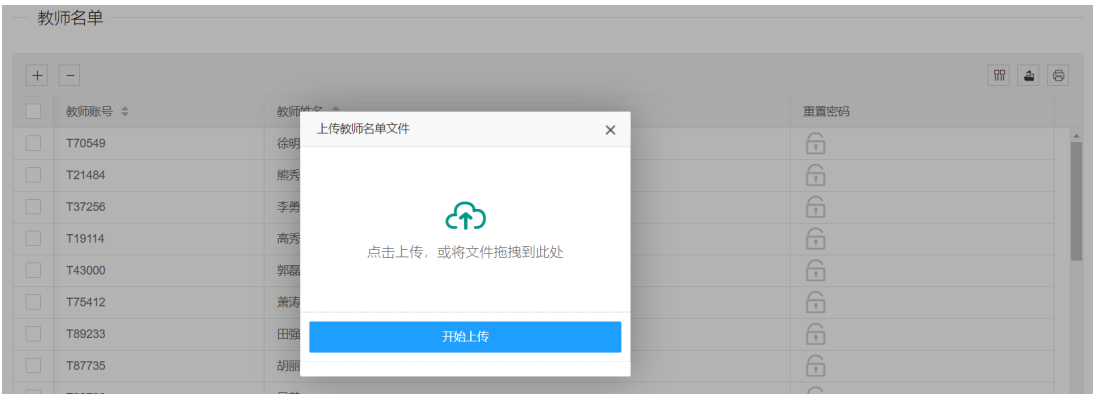 教师名单
教师账号 教师姓名 重置密码
上传教师名单文件
T70549 徐明
T21484 熊秀
T37256 李勇
T19114 高秀
点击上传，或将文件拖拽到此处
T43000 郭磊
T75412 萧涛
T89233 田强
开始上传
T87735 胡丽